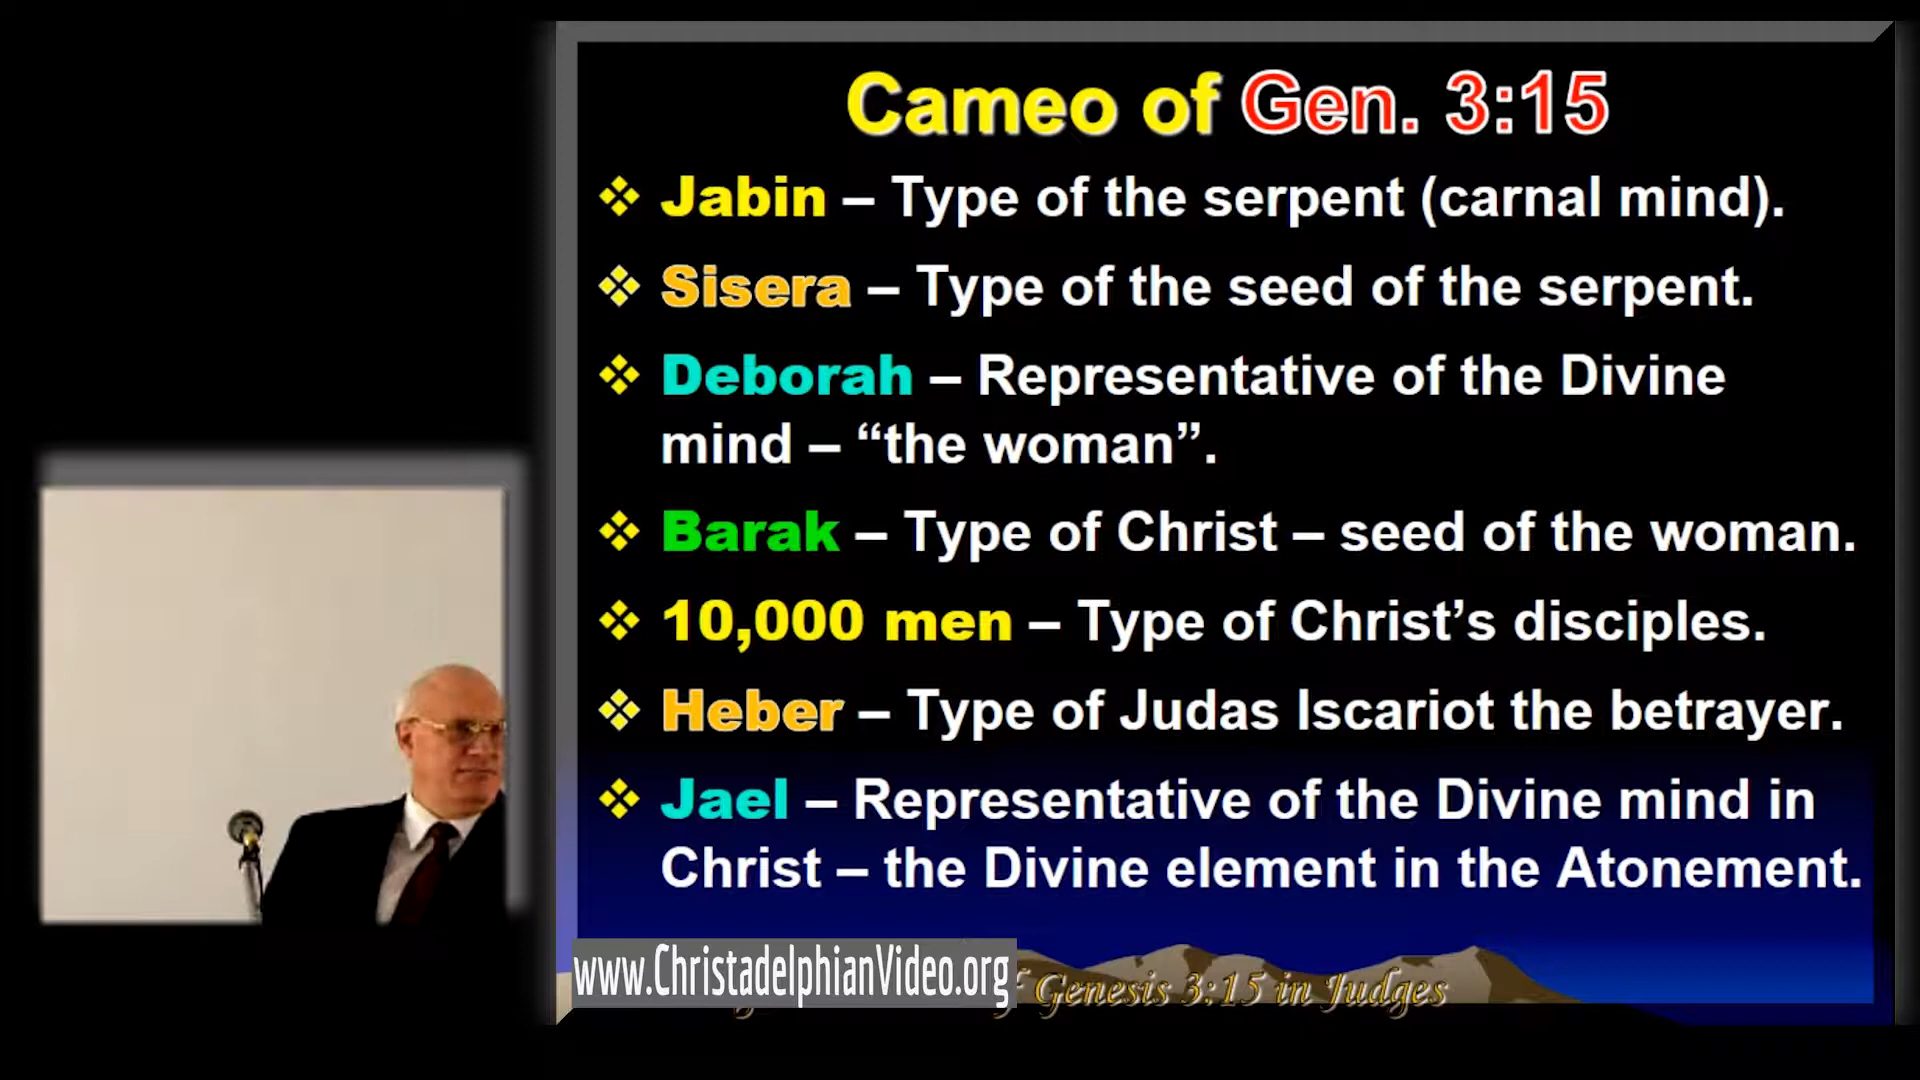 Cameo of Gen. 3:15
Jabin – Type of the serpent (carnal mind).
Sisera – Type of the seed of the serpent.
Deborah – Representative of the Divine
mind – “the woman”.
Barak – Type of Christ – seed of the woman.
10,000 men – Type of Christ’s disciples.
Heber – Type of Judas Iscariot the betrayer.
Jael – Representative of the Divine mind in
Christ – the Divine element in the Atonement.
www.ChristadelphianVideo.org
Genesis 3:15 in Judges